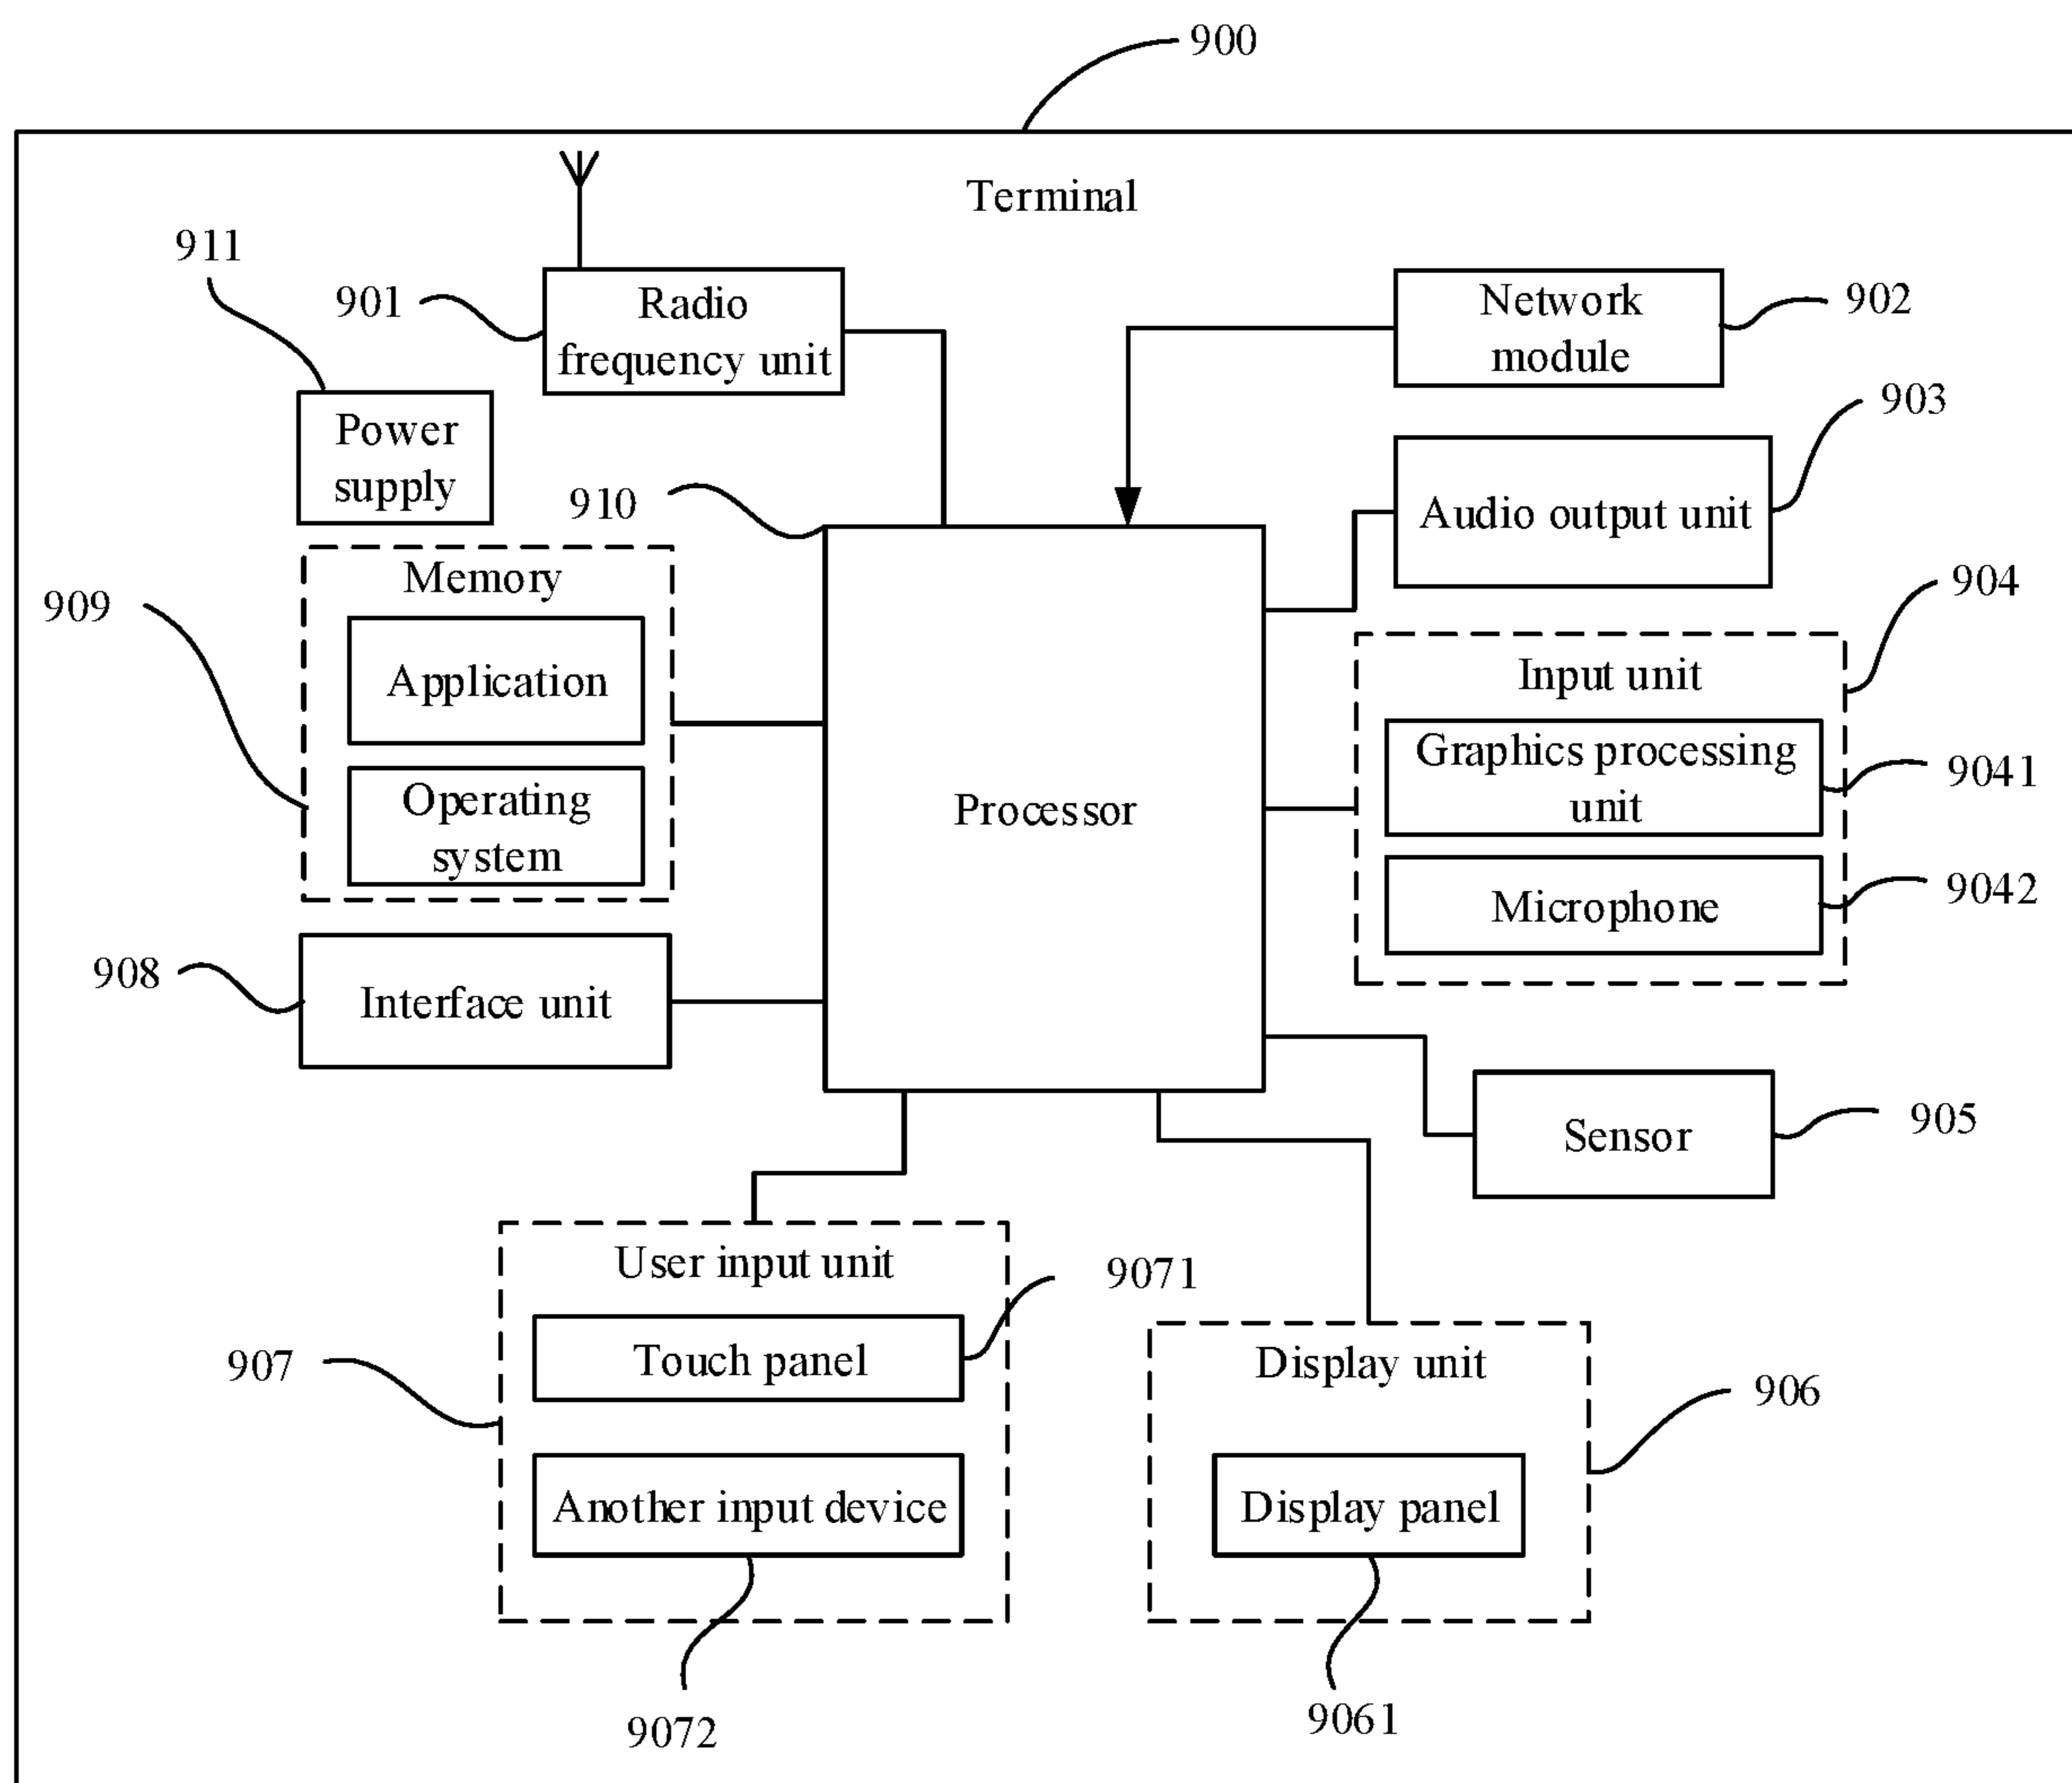 900
Terminal
911
901
Radio
frequency unit
Network
module
902
Power
supply
903
910
Audio output unit
Memory
909
904
Application
Input unit
Graphics processing
unit
9041
Operating
system
Processor
Microphone
9042
908
Interface unit
Sensor
905
User input unit
9071
907
Touch panel
Display unit
906
Another input device
Display panel
9072
9061